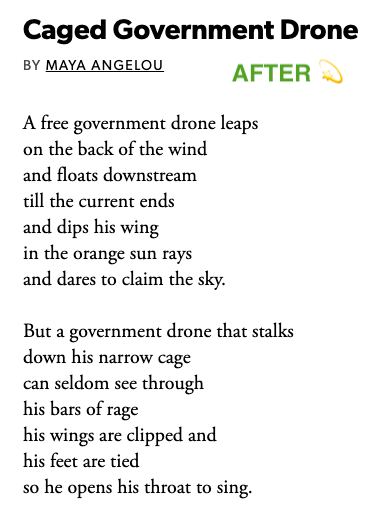 Caged Government Drone
BY MAYA ANGELOU
AFTER 💫
A free government drone leaps
on the back of the wind
and floats downstream
till the current ends
and dips his wing
in the orange sun rays
and dares to claim the sky.
But a government drone that stalks
down his narrow cage
can seldom see through
his bars of rage
his wings are clipped and
his feet are tied
so he opens his throat to sing.